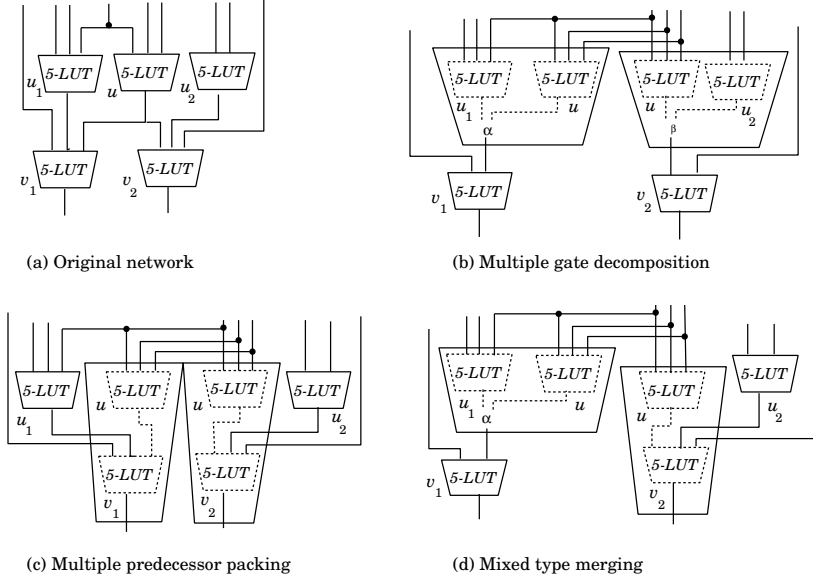 5-LUT 5-LUT 5-LUT
u1 u u2
5-LUT 5-LUT
v1 v2
(a) Original network
5-LUT 5-LUT 5-LUT 5-LUT
u1 u u u2
α β
5-LUT 5-LUT
v1 v2
(b) Multiple gate decomposition
5-LUT 5-LUT 5-LUT 5-LUT
u1 u u u2
5-LUT 5-LUT
v1 v2
(c) Multiple predecessor packing
5-LUT 5-LUT 5-LUT 5-LUT
u1 u u u2
α
5-LUT 5-LUT
v1 v2
(d) Mixed type merging